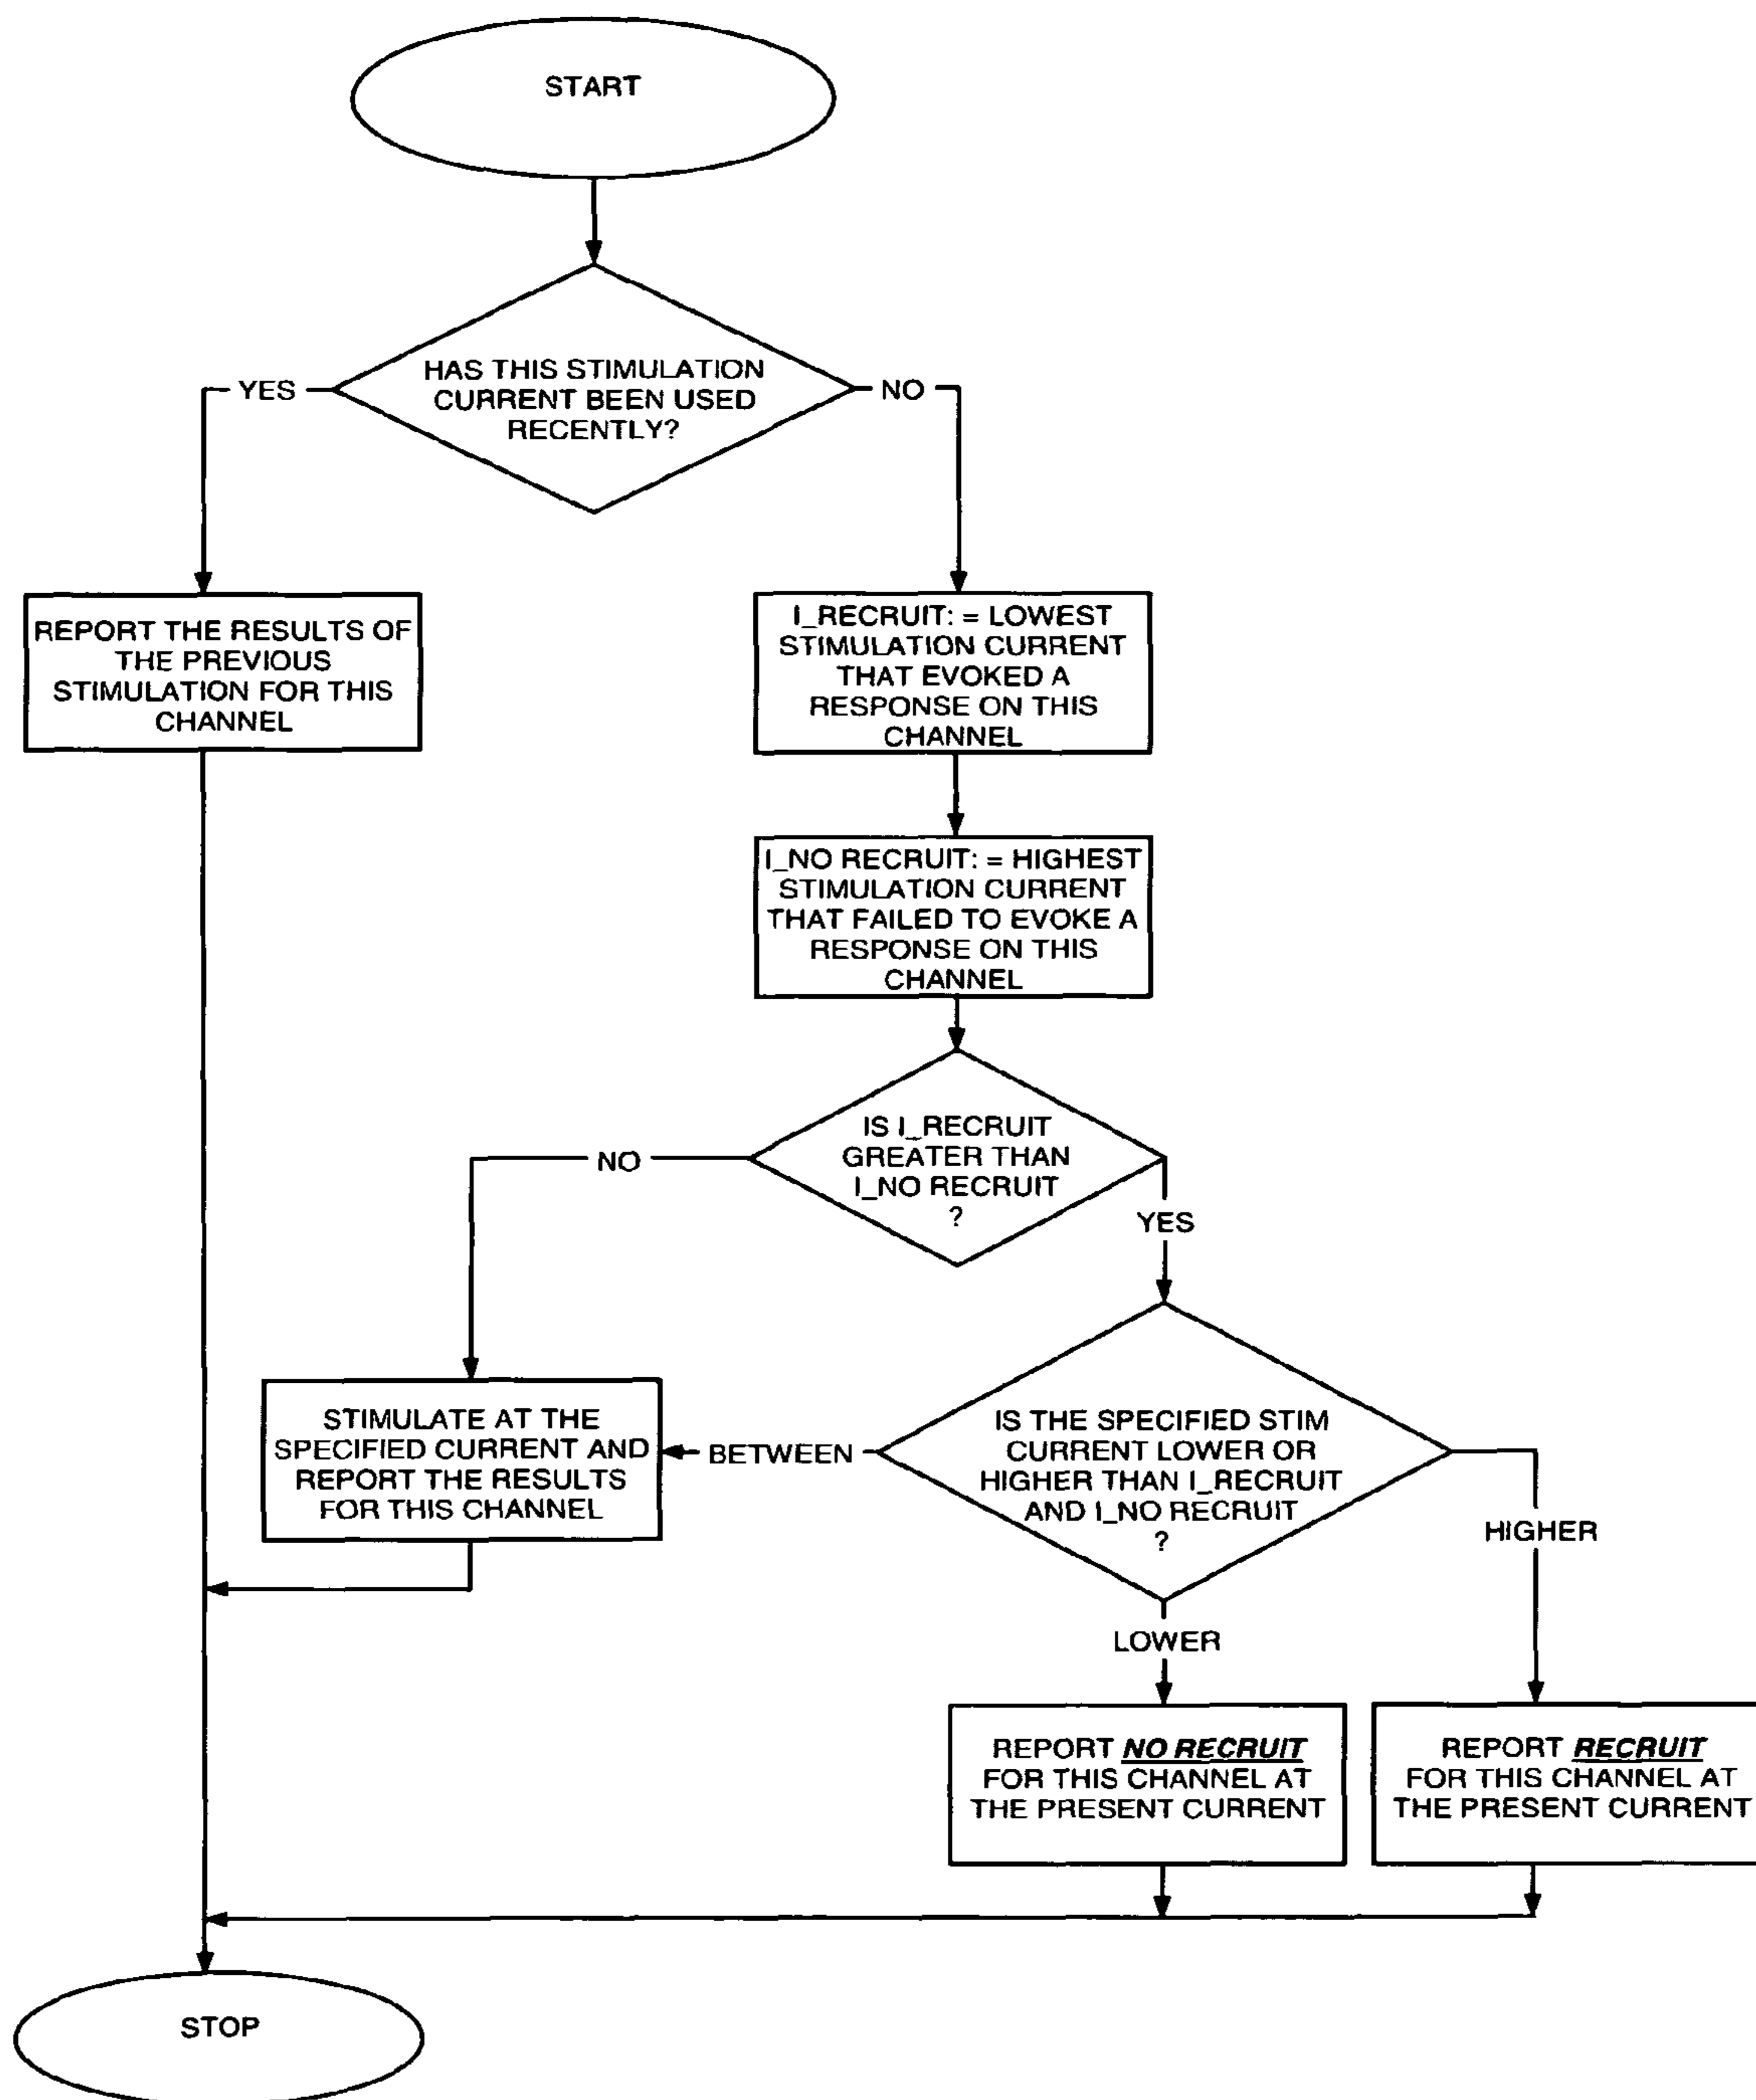 START
HAS THIS STIMULATION
CURRENT BEEN USED
RECENTLY?
YES
NO
REPORT THE RESULTS OF
THE PREVIOUS
STIMULATION FOR THIS
CHANNEL
I_RECRUIT: = LOWEST
STIMULATION CURRENT
THAT EVOKED A
RESPONSE ON THIS
CHANNEL
I_NO RECRUIT: = HIGHEST
STIMULATION CURRENT
THAT FAILED TO EVOKE A
RESPONSE ON THIS
CHANNEL
IS I_RECRUIT
GREATER THAN
I_NO RECRUIT
?
NO
YES
STIMULATE AT THE
SPECIFIED CURRENT AND
REPORT THE RESULTS
FOR THIS CHANNEL
BETWEEN
IS THE SPECIFIED STIM
CURRENT LOWER OR
HIGHER THAN I_RECRUIT
AND I_NO RECRUIT
?
HIGHER
LOWER
REPORT NO RECRUIT
FOR THIS CHANNEL AT
THE PRESENT CURRENT
REPORT RECRUIT
FOR THIS CHANNEL AT
THE PRESENT CURRENT
STOP